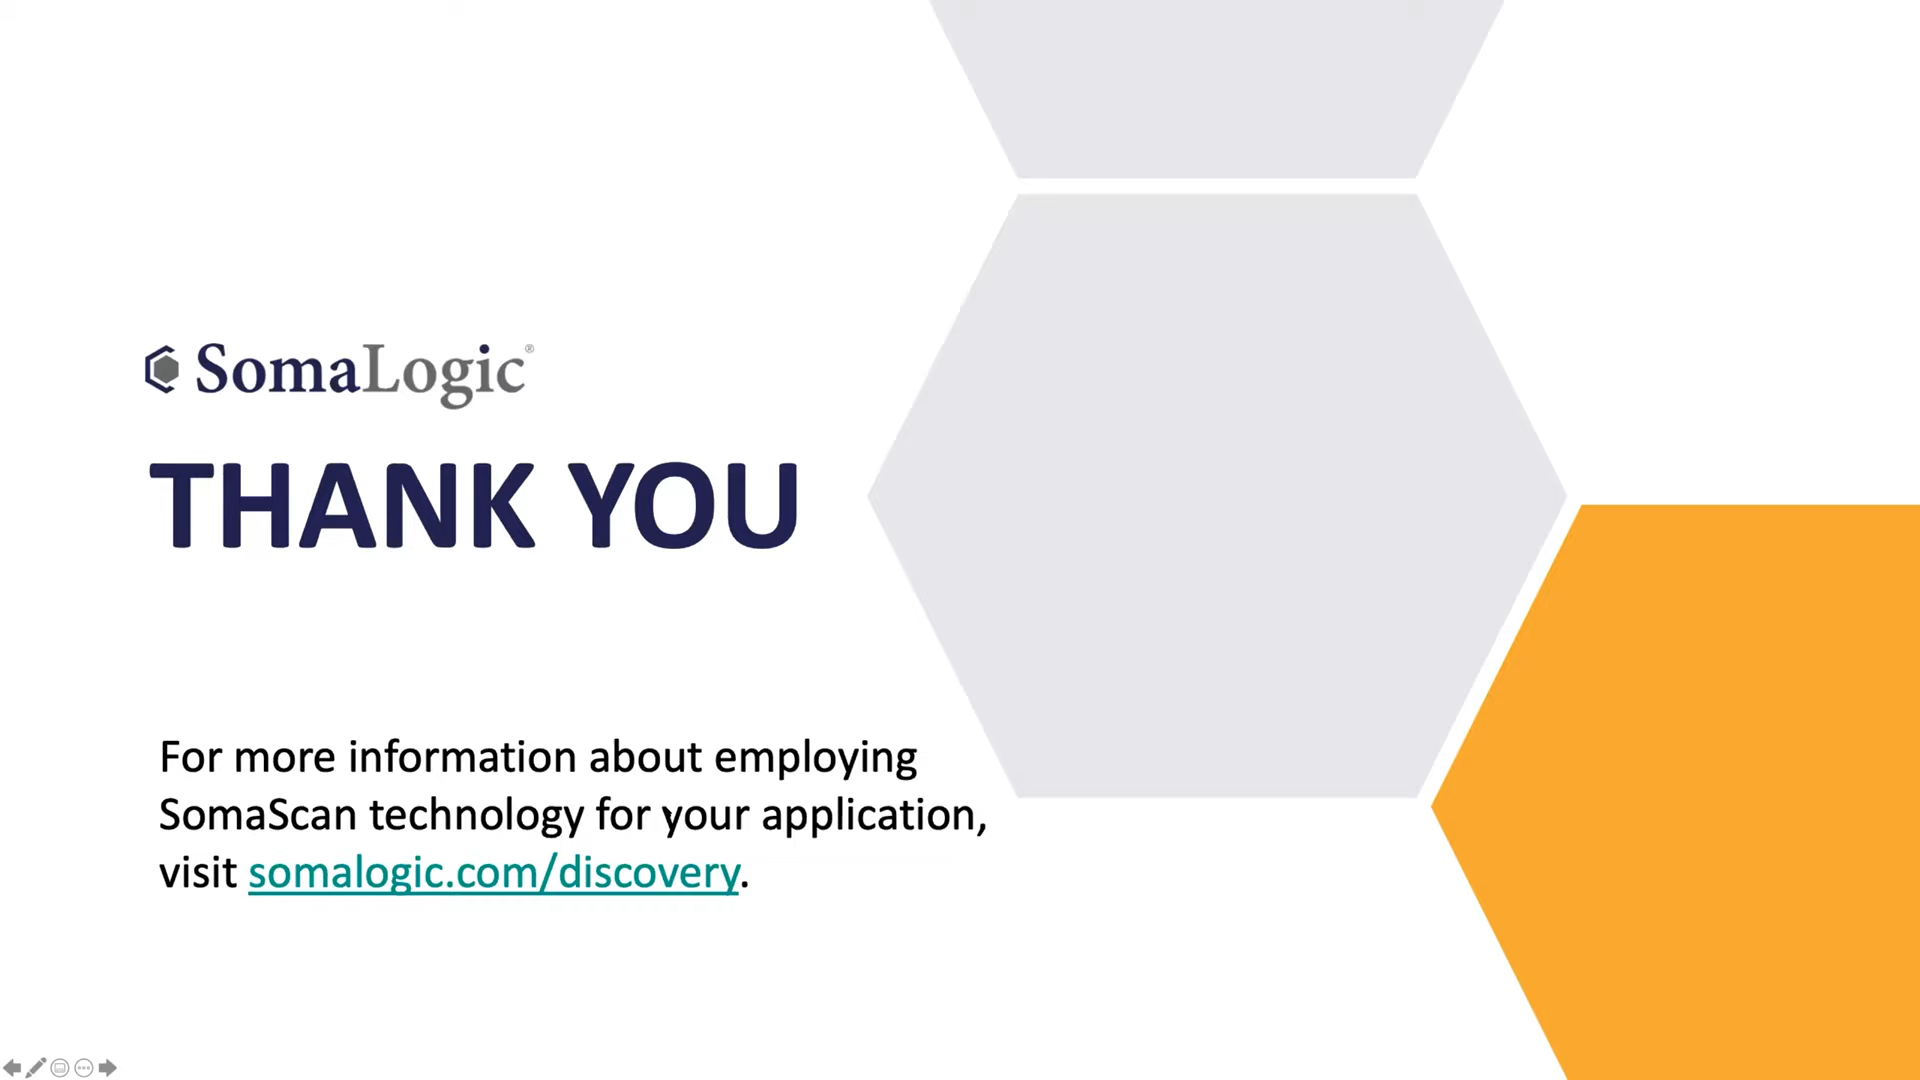 SomaLogic®
THANK YOU
For more information about employing
SomaScan technology for your application,
visit somalogic.com/discovery.